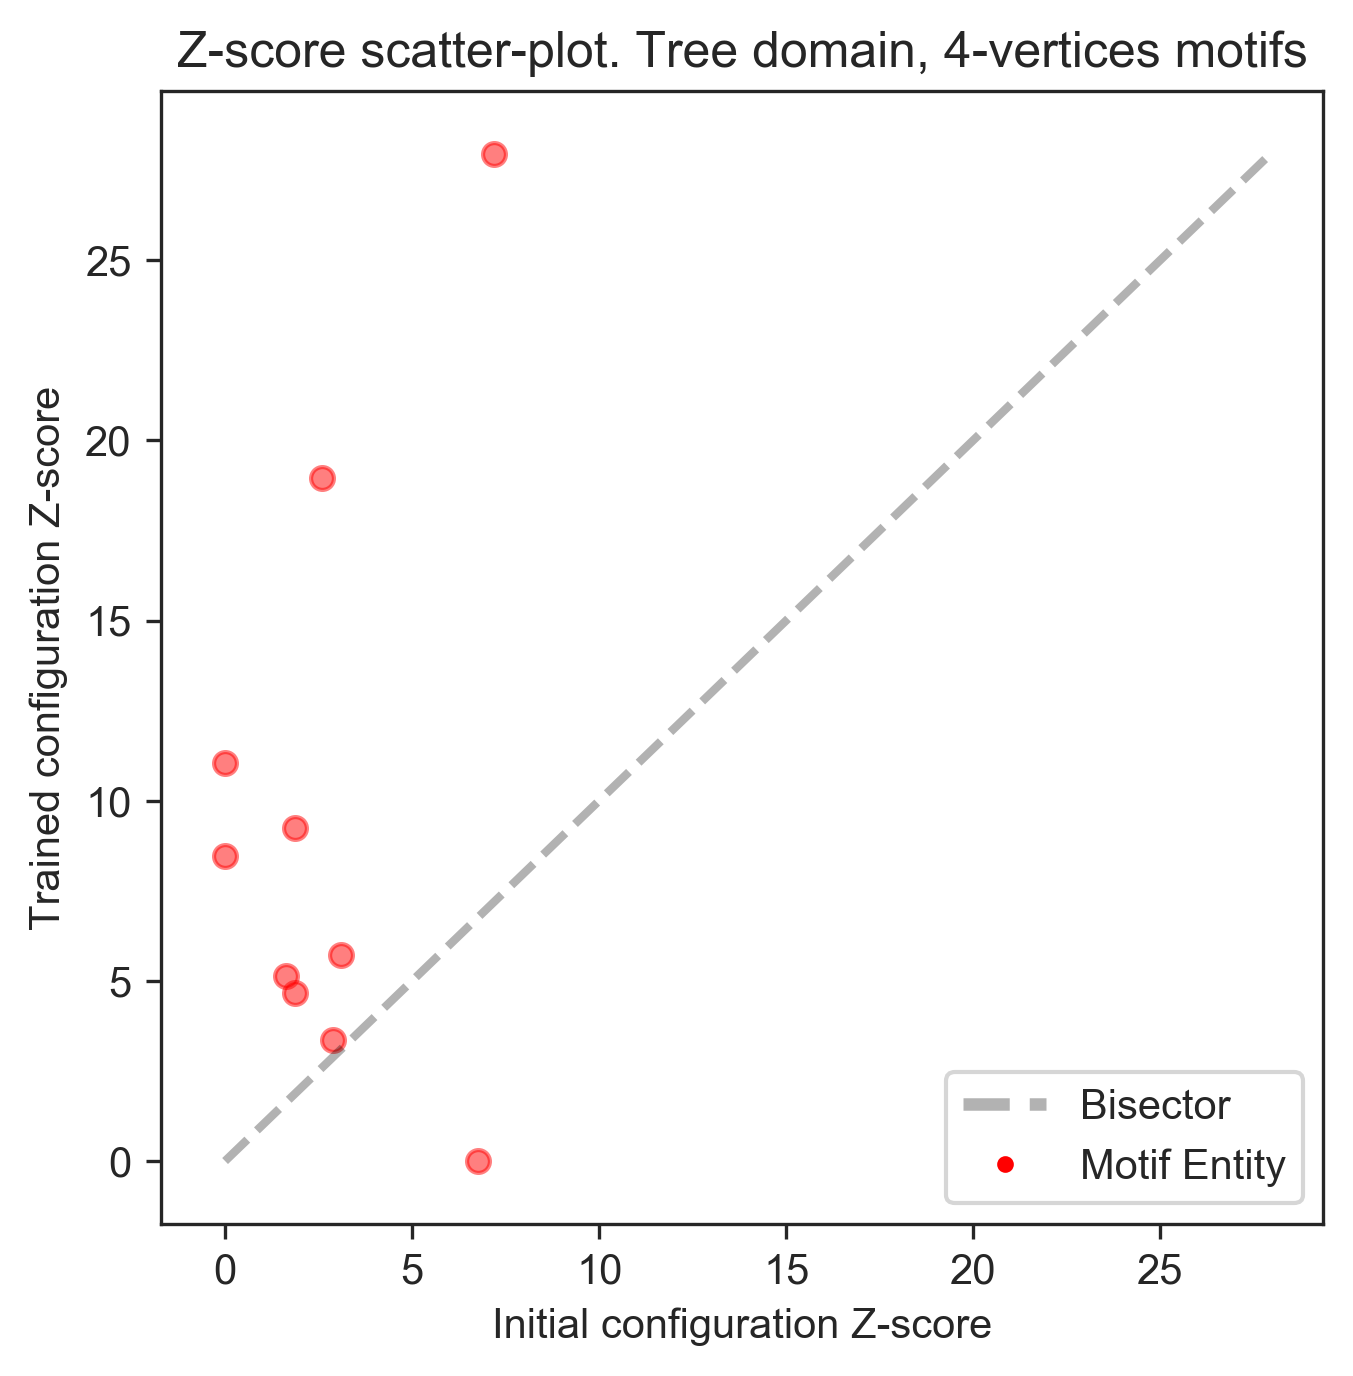 Z-score scatter-plot. Tree domain, 4-vertices motifs
25
20
15
10
5
0
Trained configuration Z-score
0 5 10 15 20 25
Initial configuration Z-score
Bisector
Motif Entity